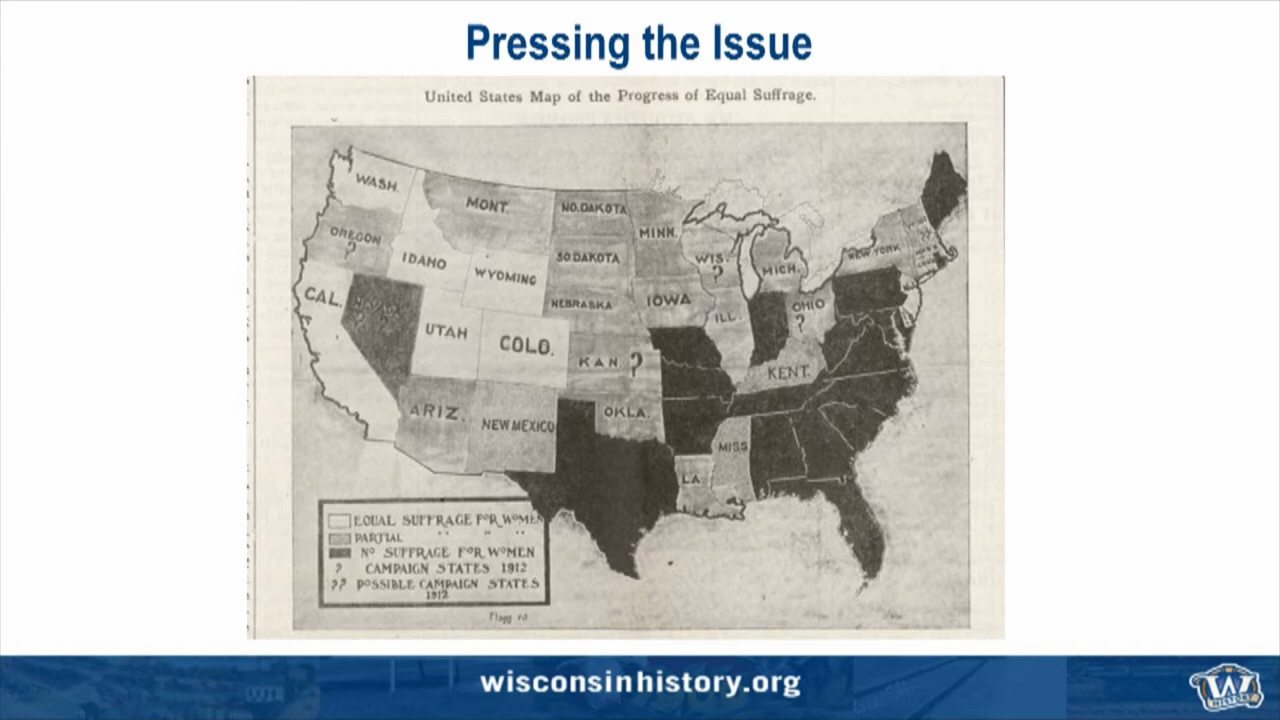 Pressing the Issue
United States Map of the Progress of Equal Suffrage.
WASH.
MONT.
NO.DAKOTA
MINN.
OREGON
?
IDAHO
WYOMING
SO.DAKOTA
WIS.
?
MICH.
NEW YORK
CAL.
UTAH
COLO.
NEBRASKA
IOWA
ILL.
OHIO
?
KAN ?
KENT.
ARIZ.
NEW MEXICO
OKLA.
MISS
LA.
EQUAL SUFFRAGE FOR WOMEN
PARTIAL " " "
NO SUFFRAGE FOR WOMEN
? CAMPAIGN STATES 1912
?? POSSIBLE CAMPAIGN STATES
1912
wisconsinhistory.org
W
HISTORY